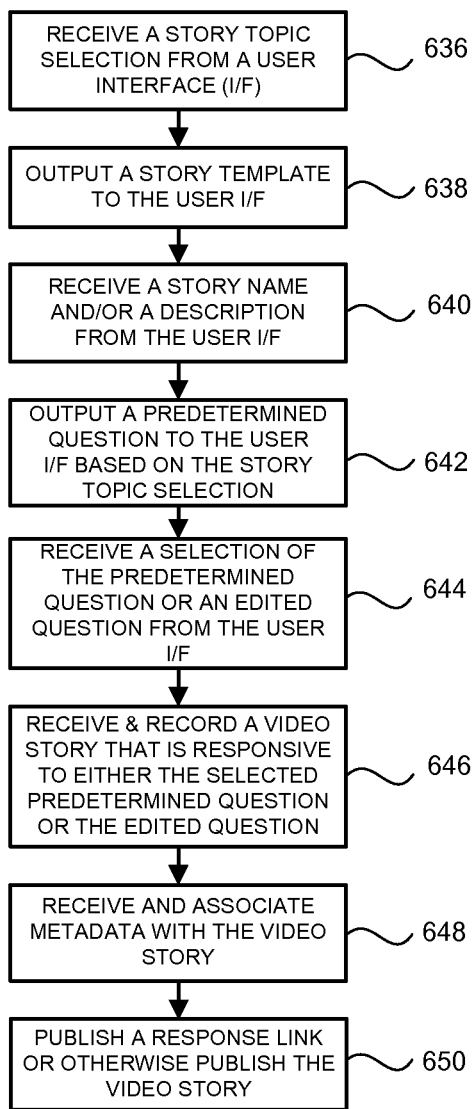 RECEIVE A STORY TOPIC
SELECTION FROM A USER
INTERFACE (I/F)
636
OUTPUT A STORY TEMPLATE
TO THE USER I/F
638
RECEIVE A STORY NAME
AND/OR A DESCRIPTION
FROM THE USER I/F
640
OUTPUT A PREDETERMINED
QUESTION TO THE USER
I/F BASED ON THE STORY
TOPIC SELECTION
642
RECEIVE A SELECTION OF
THE PREDETERMINED
QUESTION OR AN EDITED
QUESTION FROM THE USER
I/F
644
RECEIVE & RECORD A VIDEO
STORY THAT IS RESPONSIVE
TO EITHER THE SELECTED
PREDETERMINED QUESTION
OR THE EDITED QUESTION
646
RECEIVE AND ASSOCIATE
METADATA WITH THE VIDEO
STORY
648
PUBLISH A RESPONSE LINK
OR OTHERWISE PUBLISH THE
VIDEO STORY
650